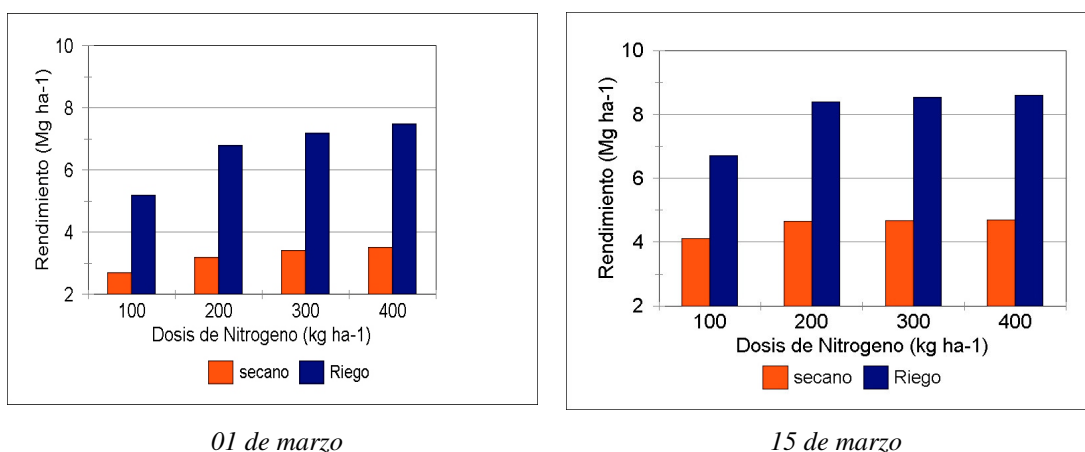 10
8
6
4
2
Rendimiento (Mg ha-1)
100 200 300 400
Dosis de Nitrogeno (kg ha-1)
secano Riego
01 de marzo
10
8
6
4
2
Rendimiento (Mg ha-1)
100 200 300 400
Dosis de Nitrogeno (kg ha-1)
secano Riego
15 de marzo